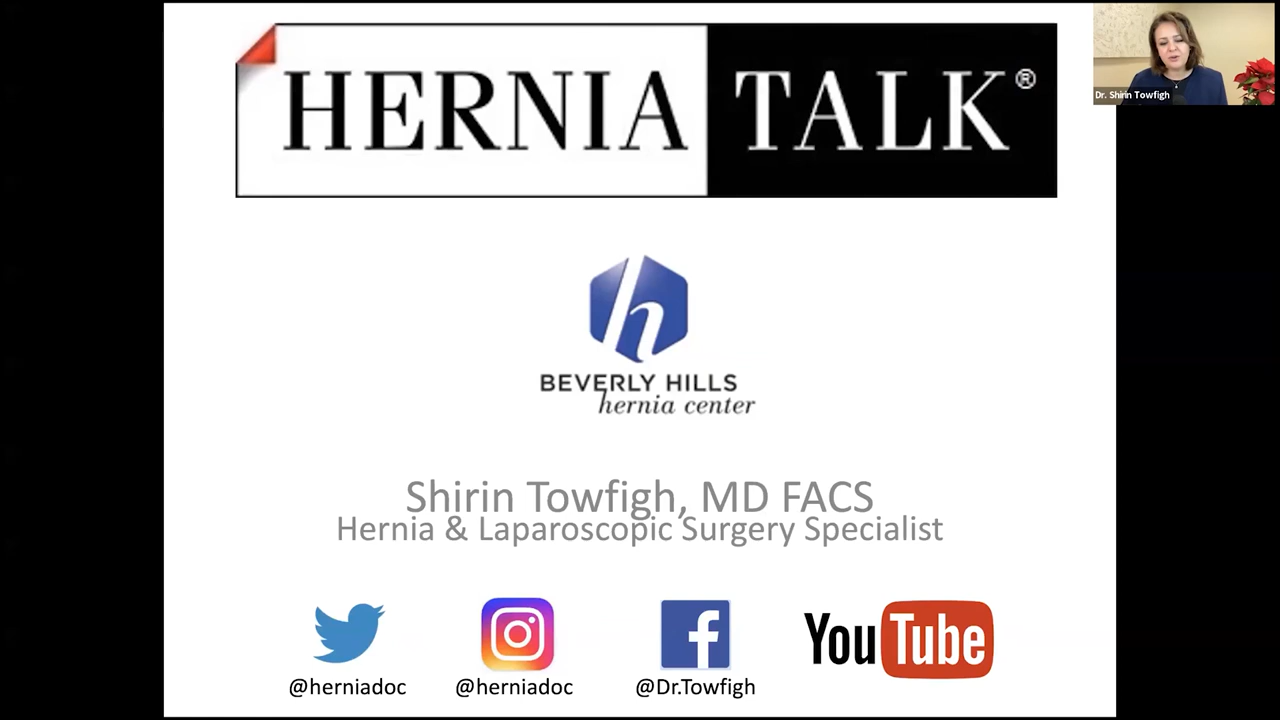 HERNIA TALK®
Dr. Shirin Towfigh
h
BEVERLY HILLS
hernia center
Shirin Towfigh, MD FACS
Hernia & Laparoscopic Surgery Specialist
YouTube
@herniadoc @herniadoc @Dr.Towfigh